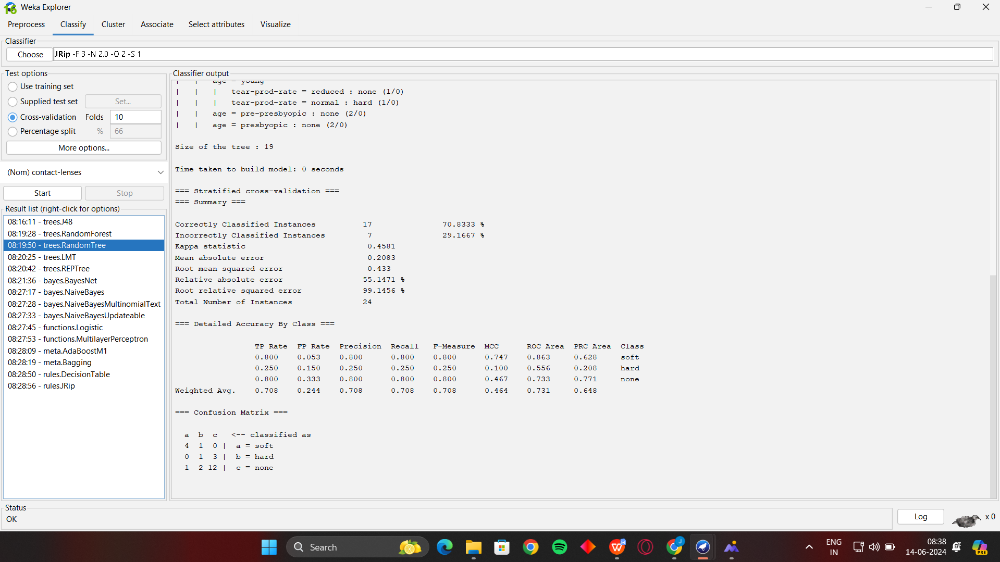 Weka Explorer
Preprocess Classify Cluster Associate Select attributes Visualize
Classifier
Choose JRip -F 3 -N 2.0 -O 2 -S 1
Test options
Use training set
Supplied test set Set...
Cross-validation Folds 10
Percentage split % 66
More options...
(Nom) contact-lenses
Start Stop
Result list (right-click for options)
08:16:11 - trees.J48
08:19:28 - trees.RandomForest
08:19:50 - trees.RandomTree
08:20:25 - trees.LMT
08:20:42 - trees.REPTree
08:21:36 - bayes.BayesNet
08:27:17 - bayes.NaiveBayes
08:27:28 - bayes.NaiveBayesMultinomialText
08:27:33 - bayes.NaiveBayesUpdateable
08:27:45 - functions.Logistic
08:27:53 - functions.MultilayerPerceptron
08:28:09 - meta.AdaBoostM1
08:28:19 - meta.Bagging
08:28:50 - rules.DecisionTable
08:28:56 - rules.JRip
Classifier output
| | age = young
| | | tear-prod-rate = reduced : none (1/0)
| | | tear-prod-rate = normal : hard (1/0)
| | age = pre-presbyopic : none (2/0)
| | age = presbyopic : none (2/0)
Size of the tree : 19
Time taken to build model: 0 seconds
=== Stratified cross-validation ===
=== Summary ===
Correctly Classified Instances 17 70.8333 %
Incorrectly Classified Instances 7 29.1667 %
Kappa statistic 0.4581
Mean absolute error 0.2083
Root mean squared error 0.433
Relative absolute error 55.1471 %
Root relative squared error 99.1456 %
Total Number of Instances 24
=== Detailed Accuracy By Class ===
TP Rate FP Rate Precision Recall F-Measure MCC ROC Area PRC Area Class
0.800 0.053 0.800 0.800 0.800 0.747 0.863 0.628 soft
0.250 0.150 0.250 0.250 0.250 0.100 0.556 0.208 hard
0.800 0.333 0.800 0.800 0.800 0.467 0.733 0.771 none
Weighted Avg. 0.708 0.244 0.708 0.708 0.708 0.464 0.731 0.648
=== Confusion Matrix ===
a b c <-- classified as
4 1 0 | a = soft
0 1 3 | b = hard
1 2 12 | c = none
Status
OK
Log x 0
Search
ENG
IN
08:38
14-06-2024
PRE